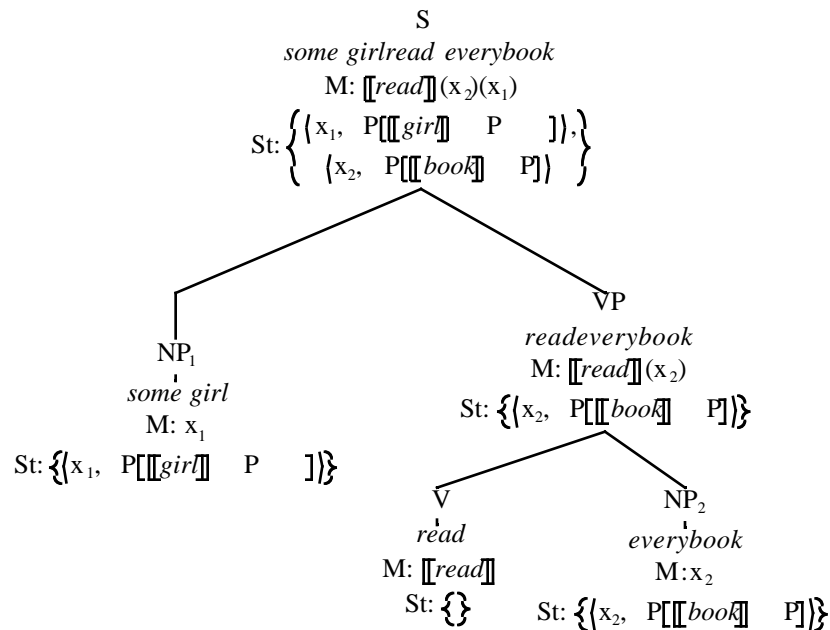 S
some girlread everybook
M: ⟦read⟧(x₂)(x₁)
St: {⟨x₁, P[⟦girl⟧ P ]⟩,
⟨x₂, P[⟦book⟧ P]⟩}
VP
readeverybook
M: ⟦read⟧(x₂)
St: {⟨x₂, P[⟦book⟧ P]⟩}
NP₁
some girl
M: x₁
St: {⟨x₁, P[⟦girl⟧ P ]⟩}
V
read
M: ⟦read⟧
St: {}
NP₂
everybook
M:x₂
St: {⟨x₂, P[⟦book⟧ P]⟩}